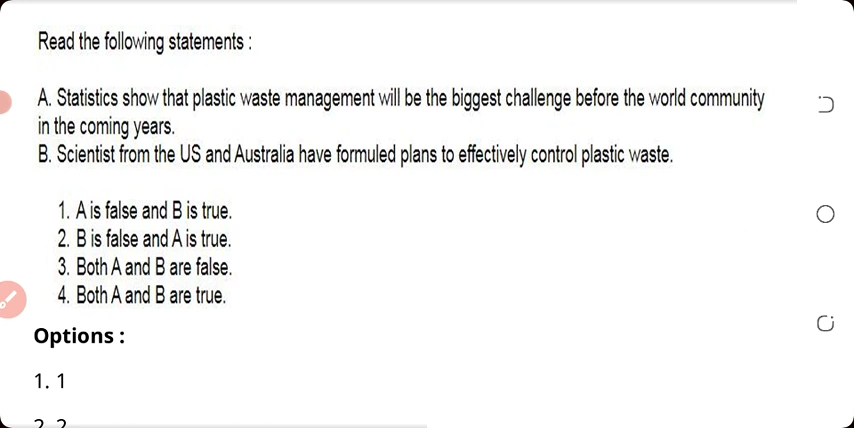 Read the following statements :
A. Statistics show that plastic waste management will be the biggest challenge before the world community
in the coming years.
B. Scientist from the US and Australia have formuled plans to effectively control plastic waste.
1. A is false and B is true.
2. B is false and A is true.
3. Both A and B are false.
4. Both A and B are true.
Options :
1. 1
2. 2